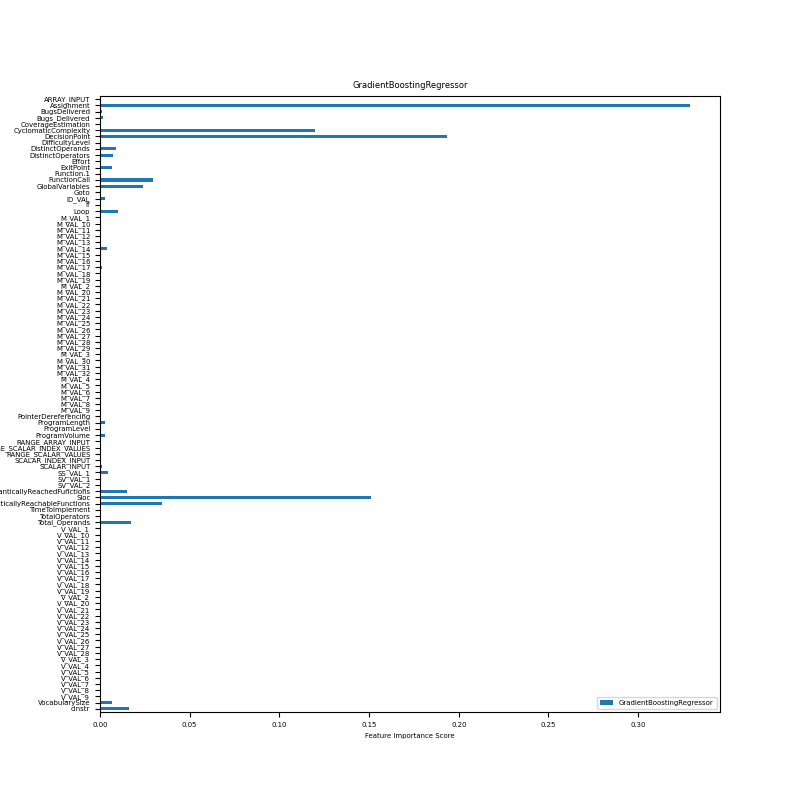 GradientBoostingRegressor
ARRAY_INPUT
Assignment
BugsDelivered
Bugs_Delivered
CoverageEstimation
CyclomaticComplexity
DecisionPoint
DifficultyLevel
DistinctOperands
DistinctOperators
Effort
ExitPoint
Function.1
FunctionCall
GlobalVariables
Goto
ID_VAL
If
Loop
M_VAL_1
M_VAL_10
M_VAL_11
M_VAL_12
M_VAL_13
M_VAL_14
M_VAL_15
M_VAL_16
M_VAL_17
M_VAL_18
M_VAL_19
M_VAL_2
M_VAL_20
M_VAL_21
M_VAL_22
M_VAL_23
M_VAL_24
M_VAL_25
M_VAL_26
M_VAL_27
M_VAL_28
M_VAL_29
M_VAL_3
M_VAL_30
M_VAL_31
M_VAL_32
M_VAL_4
M_VAL_5
M_VAL_6
M_VAL_7
M_VAL_8
M_VAL_9
PointerDereferencing
ProgramLength
ProgramLevel
ProgramVolume
RANGE_ARRAY_INPUT
E_SCALAR_INDEX_VALUES
RANGE_SCALAR_VALUES
SCALAR_INDEX_INPUT
SCALAR_INPUT
SS_VAL_1
SV_VAL_1
SV_VAL_2
anticallyReachedFunctions
Sloc
ticallyReachableFunctions
TimeToImplement
TotalOperators
Total_Operands
V_VAL_1
V_VAL_10
V_VAL_11
V_VAL_12
V_VAL_13
V_VAL_14
V_VAL_15
V_VAL_16
V_VAL_17
V_VAL_18
V_VAL_19
V_VAL_2
V_VAL_20
V_VAL_21
V_VAL_22
V_VAL_23
V_VAL_24
V_VAL_25
V_VAL_26
V_VAL_27
V_VAL_28
V_VAL_3
V_VAL_4
V_VAL_5
V_VAL_6
V_VAL_7
V_VAL_8
V_VAL_9
VocabularySize
cinstr
GradientBoostingRegressor
0.00 0.05 0.10 0.15 0.20 0.25 0.30
Feature Importance Score